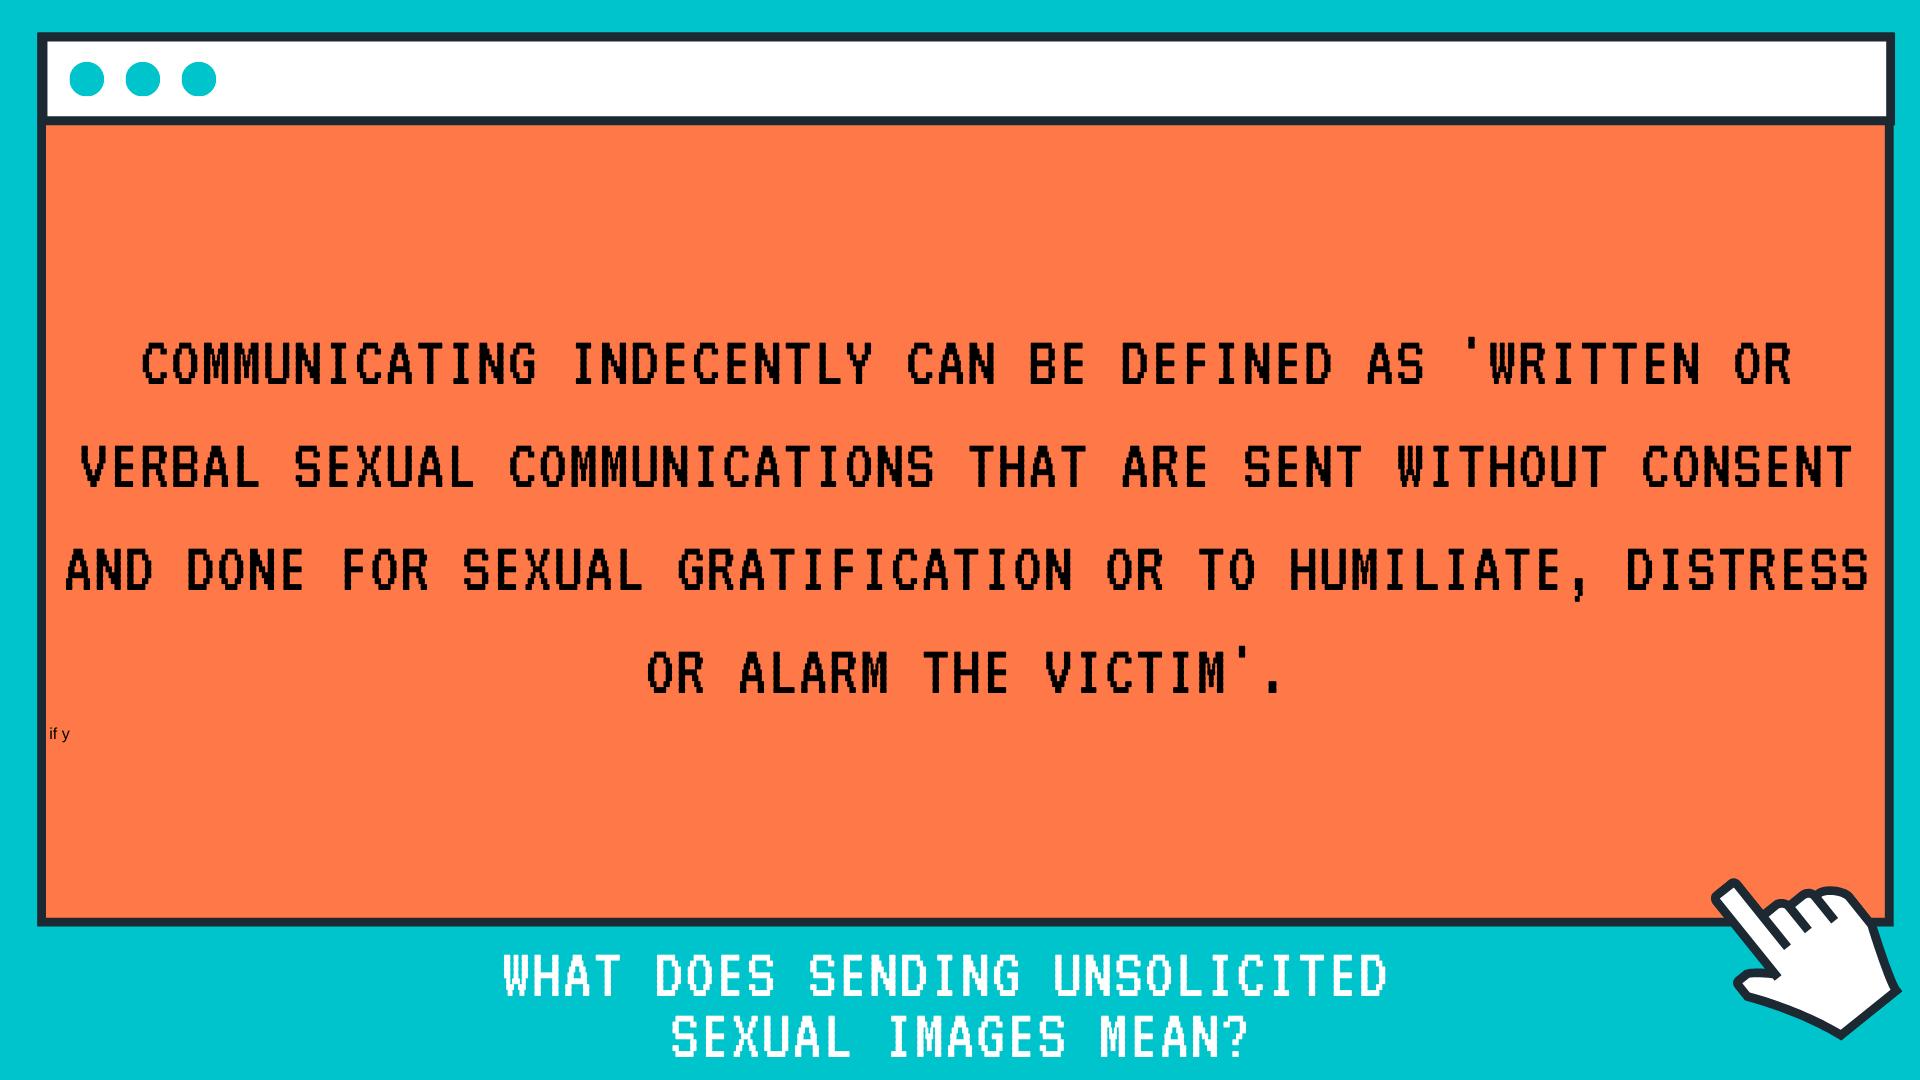 COMMUNICATING INDECENTLY CAN BE DEFINED AS 'WRITTEN OR
VERBAL SEXUAL COMMUNICATIONS THAT ARE SENT WITHOUT CONSENT
AND DONE FOR SEXUAL GRATIFICATION OR TO HUMILIATE, DISTRESS
OR ALARM THE VICTIM'.
if y
WHAT DOES SENDING UNSOLICITED
SEXUAL IMAGES MEAN?